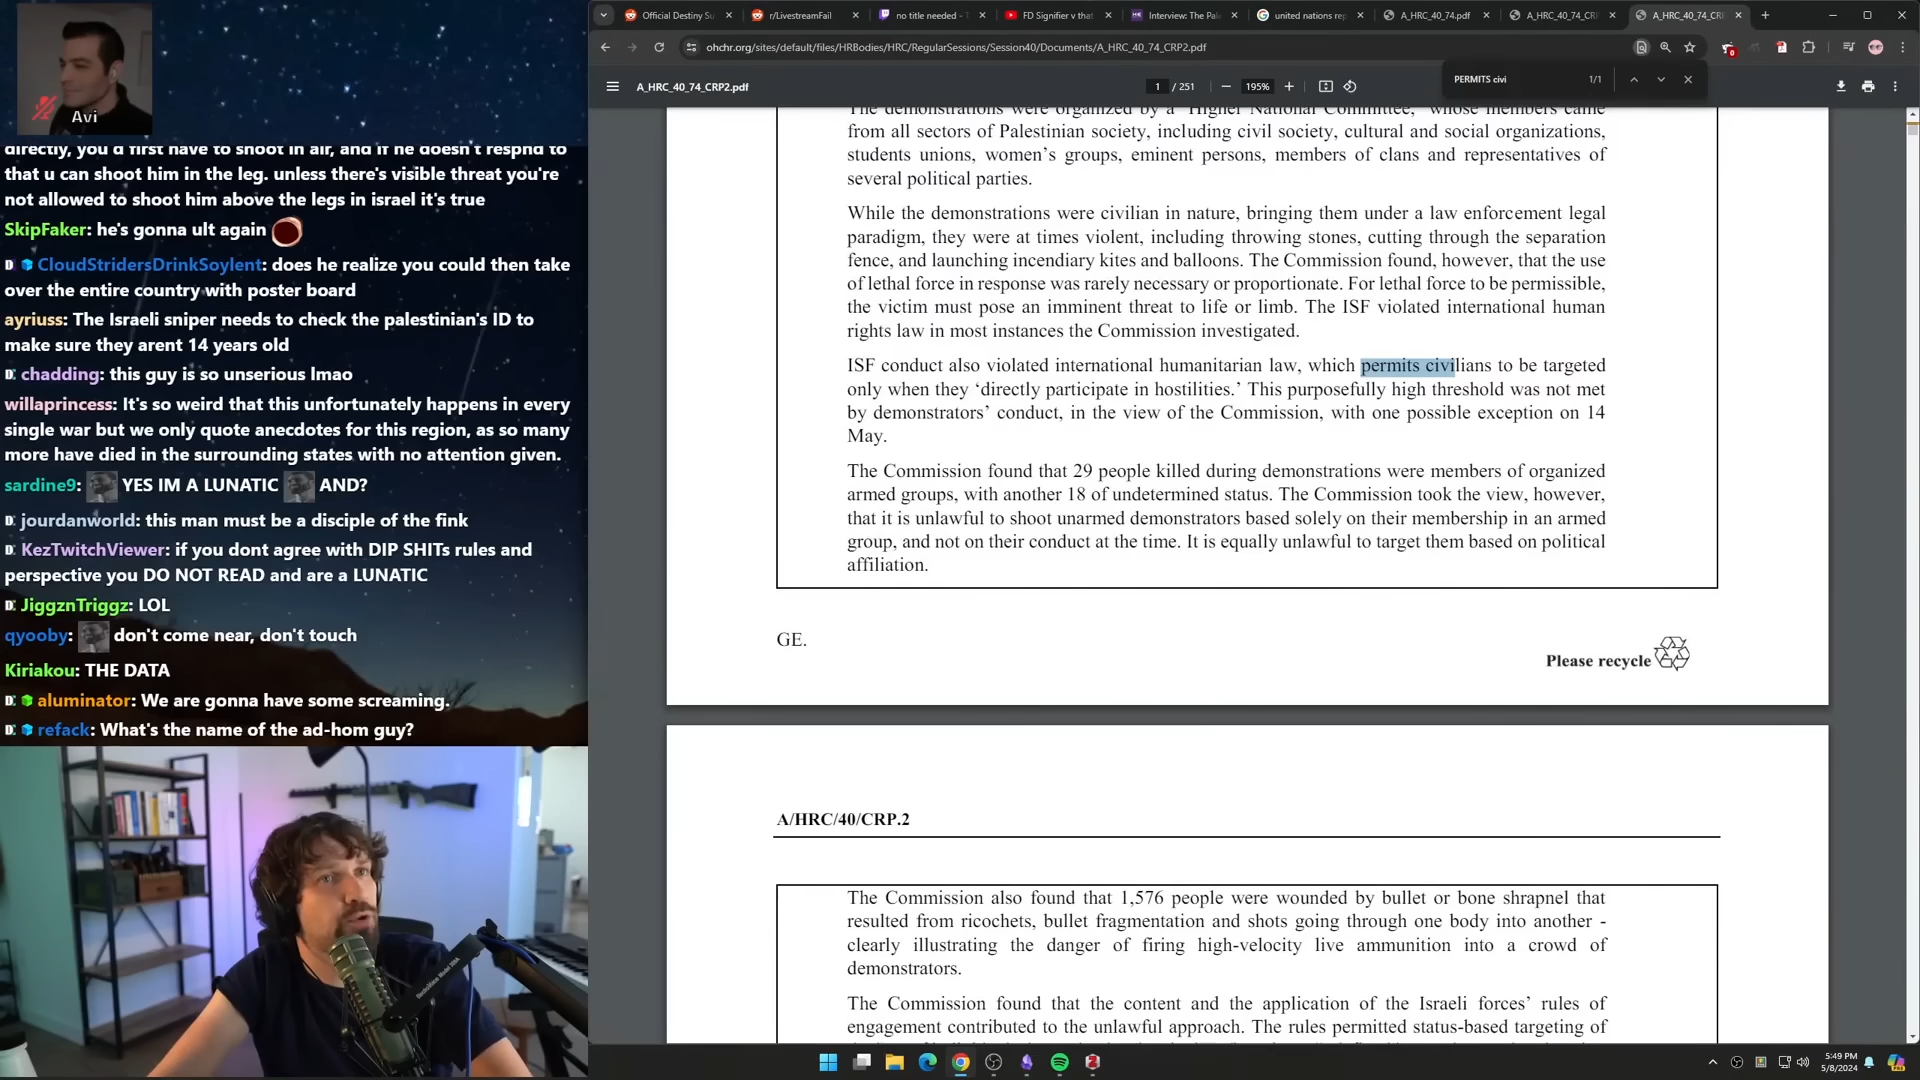 Official Destiny Su
r/LivestreamFail
no title needed - T
FD Signifier v that
Interview: The Pal
united nations rep
A_HRC_40_74.pdf
A_HRC_40_74_CR
A_HRC_40_74_CR
ohchr.org/sites/default/files/HRBodies/HRC/RegularSessions/Session40/Documents/A_HRC_40_74_CRP2.pdf
A_HRC_40_74_CRP2.pdf
1 / 251
195%
PERMITS civi
1/1
Avi
directly, you'd first have to shoot in air, and if he doesn't respnd to
that u can shoot him in the leg. unless there's visible threat you're
not allowed to shoot him above the legs in israel it's true
SkipFaker: he's gonna ult again
CloudStridersDrinkSoylent: does he realize you could then take
over the entire country with poster board
ayriuss: The Israeli sniper needs to check the palestinian's ID to
make sure they arent 14 years old
chadding: this guy is so unserious lmao
willaprincess: It's so weird that this unfortunately happens in every
single war but we only quote anecdotes for this region, as so many
more have died in the surrounding states with no attention given.
sardine9: YES IM A LUNATIC AND?
jourdanworld: this man must be a disciple of the fink
KezTwitchViewer: if you dont agree with DIP SHITs rules and
perspective you DO NOT READ and are a LUNATIC
JiggznTriggz: LOL
qyooby: don't come near, don't touch
Kiriakou: THE DATA
aluminator: We are gonna have some screaming.
refack: What's the name of the ad-hom guy?
The demonstrations were organized by a 'Higher National Committee,' whose members came
from all sectors of Palestinian society, including civil society, cultural and social organizations,
students unions, women's groups, eminent persons, members of clans and representatives of
several political parties.
While the demonstrations were civilian in nature, bringing them under a law enforcement legal
paradigm, they were at times violent, including throwing stones, cutting through the separation
fence, and launching incendiary kites and balloons. The Commission found, however, that the use
of lethal force in response was rarely necessary or proportionate. For lethal force to be permissible,
the victim must pose an imminent threat to life or limb. The ISF violated international human
rights law in most instances the Commission investigated.
ISF conduct also violated international humanitarian law, which permits civilians to be targeted
only when they 'directly participate in hostilities.' This purposefully high threshold was not met
by demonstrators' conduct, in the view of the Commission, with one possible exception on 14
May.
The Commission found that 29 people killed during demonstrations were members of organized
armed groups, with another 18 of undetermined status. The Commission took the view, however,
that it is unlawful to shoot unarmed demonstrators based solely on their membership in an armed
group, and not on their conduct at the time. It is equally unlawful to target them based on political
affiliation.
GE.
Please recycle
A/HRC/40/CRP.2
The Commission also found that 1,576 people were wounded by bullet or bone shrapnel that
resulted from ricochets, bullet fragmentation and shots going through one body into another -
clearly illustrating the danger of firing high-velocity live ammunition into a crowd of
demonstrators.
The Commission found that the content and the application of the Israeli forces' rules of
engagement contributed to the unlawful approach. The rules permitted status-based targeting of
5:49 PM
5/8/2024